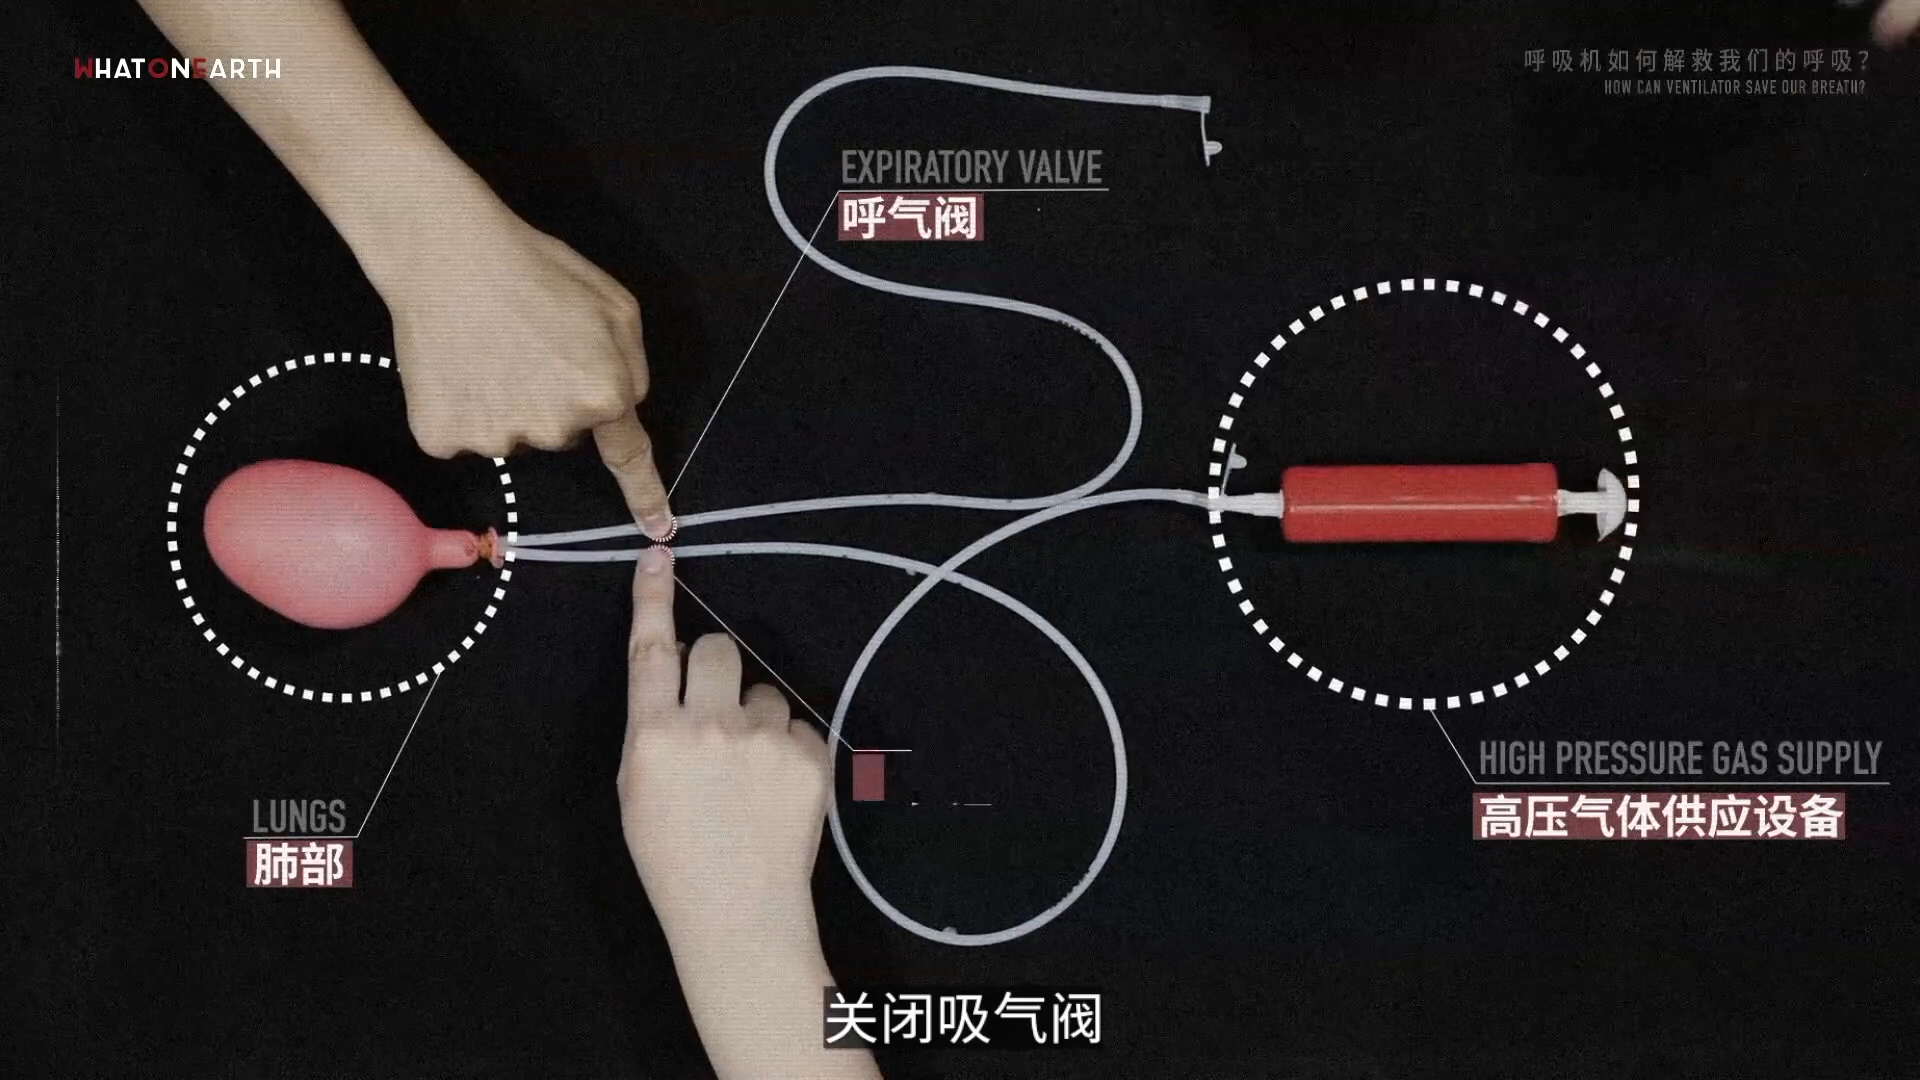 WHATONEARTH
呼吸机如何解救我们的呼吸?
HOW CAN VENTILATOR SAVE OUR BREATH?
EXPIRATORY VALVE
呼气阀
HIGH PRESSURE GAS SUPPLY
高压气体供应设备
LUNGS
肺部
关闭吸气阀